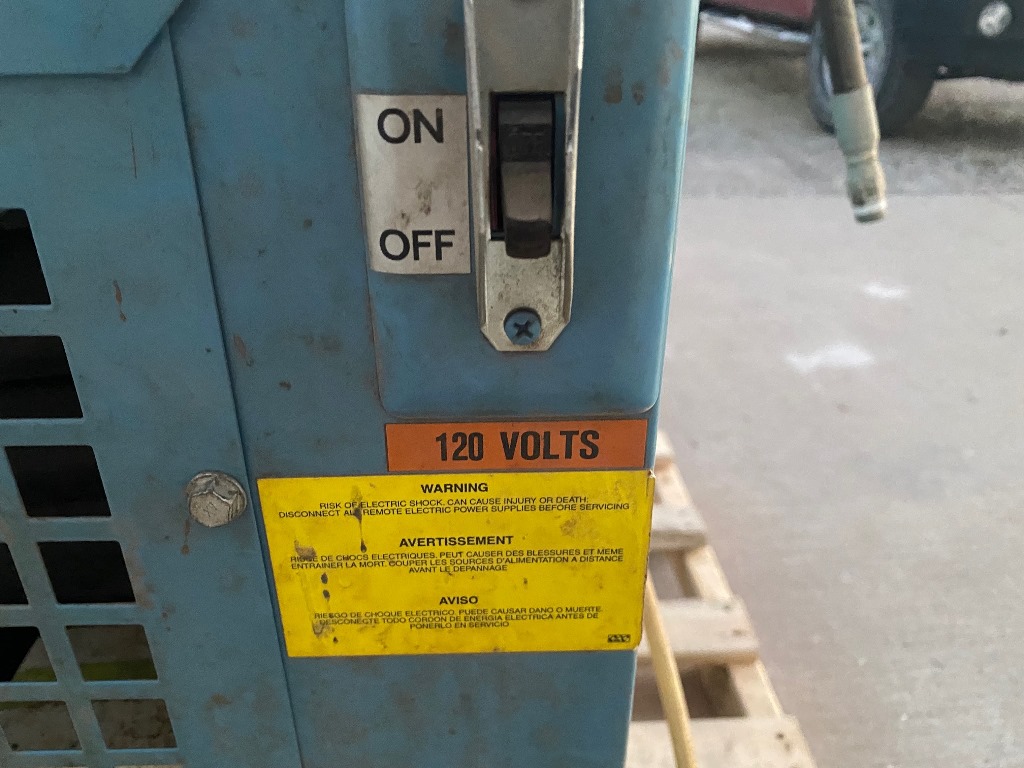 ON
OFF
120 VOLTS
WARNING
RISK OF ELECTRIC SHOCK. CAN CAUSE INJURY OR DEATH:
DISCONNECT ALL REMOTE ELECTRIC POWER SUPPLIES BEFORE SERVICING
AVERTISSEMENT
RISQE DE CHOCS ELECTRIQUES. PEUT CAUSER DES BLESSURES ET MEME
ENTRAINER LA MORT. COUPER LES SOURCES D'ALIMENTATION A DISTANCE
AVANT LE DEPANNAGE
AVISO
RIESGO DE CHOQUE ELECTRICO. PUEDE CAUSAR DANO O MUERTE.
DESCONECTE TODO CORDON DE ENERGIA ELECTRICA ANTES DE
PONERLO EN SERVICIO